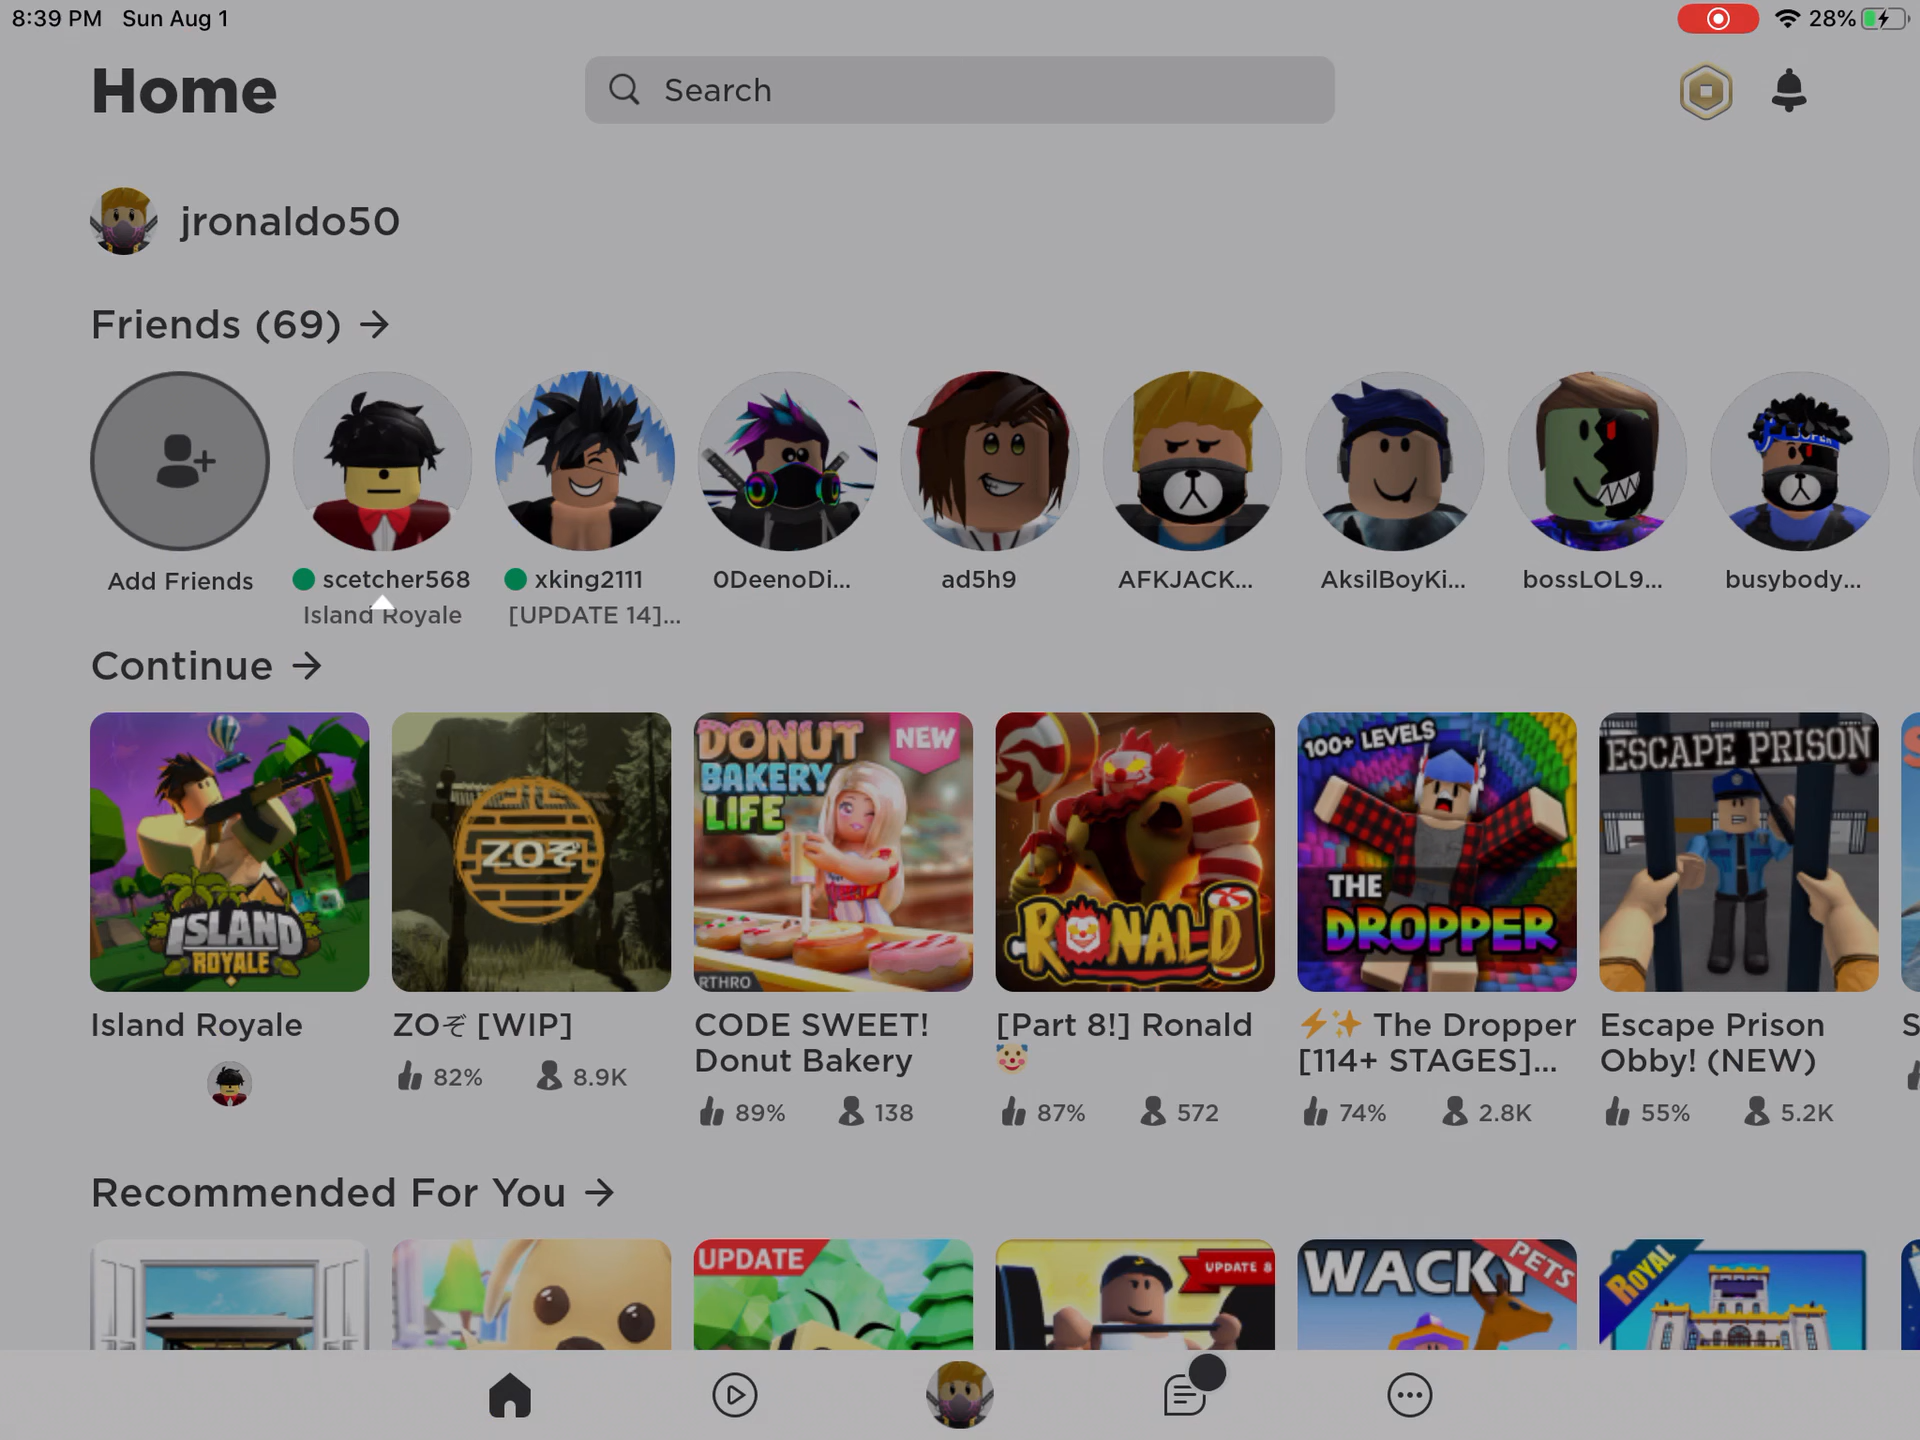 8:39 PM Sun Aug 1
28%
Home
Search
jronaldo50
Friends (69)
Add Friends
scetcher568
Island Royale
xking2111
[UPDATE 14]...
0DeenoDi...
ad5h9
AFKJACK...
AksilBoyKi...
bossLOL9...
busybody...
Continue
ISLAND
ROYALE
ZOぞ
DONUT
BAKERY
LIFE
NEW
RTHRO
RONALD
100+ LEVELS
THE
DROPPER
ESCAPE PRISON
Island Royale
ZOぞ [WIP]
82% 8.9K
CODE SWEET!
Donut Bakery
89% 138
[Part 8!] Ronald
🤡
87% 572
⚡✨ The Dropper
[114+ STAGES]...
74% 2.8K
Escape Prison
Obby! (NEW)
55% 5.2K
S
Recommended For You
UPDATE
UPDATE 8
WACKY
PETS
ROYAL